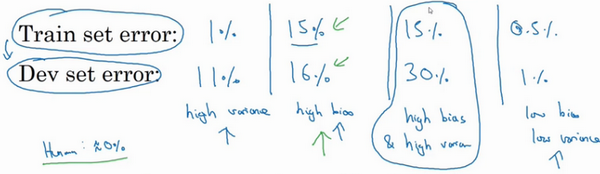 Train set error: 1% 15% 15% 0.5%
Dev set error: 11% 16% 30% 1%
high variance high bias high bias low bias
& high varian low variance
Human: ≈0%